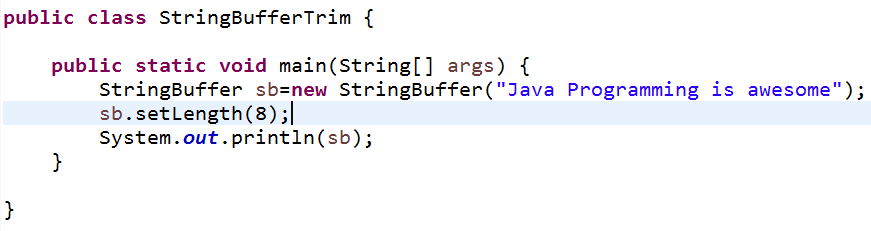 public class StringBufferTrim {
public static void main(String[] args) {
StringBuffer sb=new StringBuffer("Java Programming is awesome");
sb.setLength(8);
System.out.println(sb);
}
}